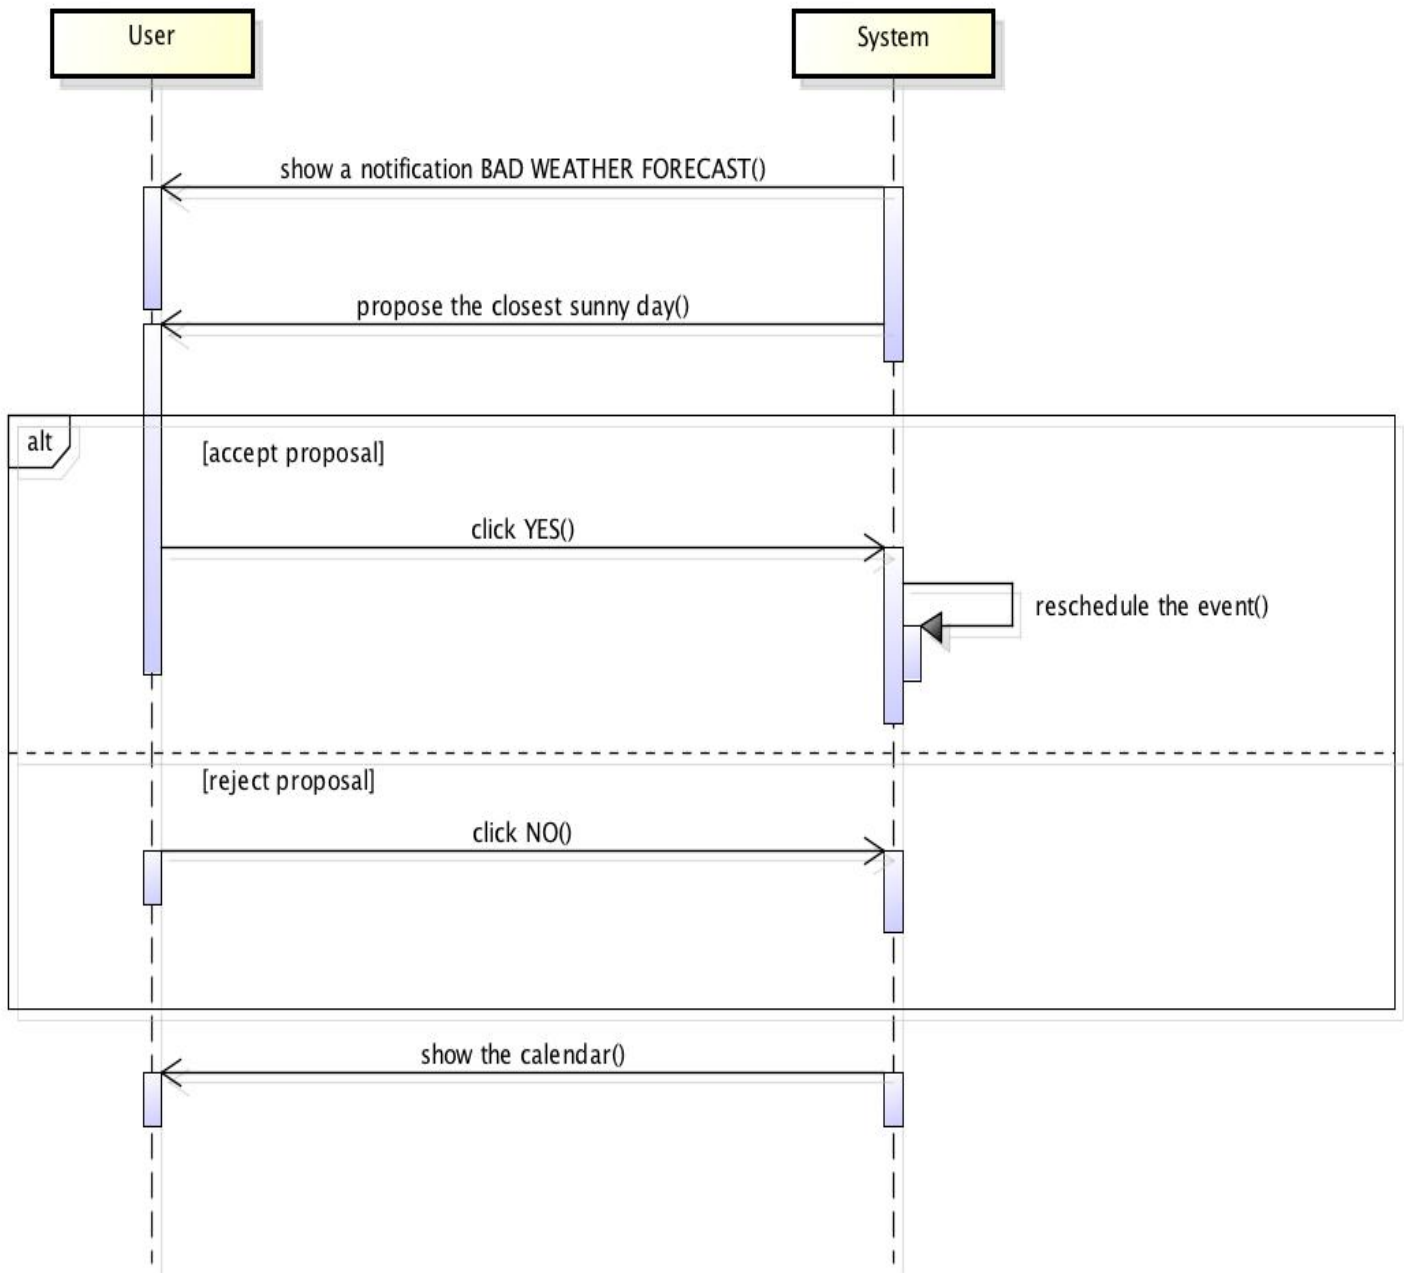 User
System
show a notification BAD WEATHER FORECAST()
propose the closest sunny day()
alt
[accept proposal]
click YES()
reschedule the event()
[reject proposal]
click NO()
show the calendar()